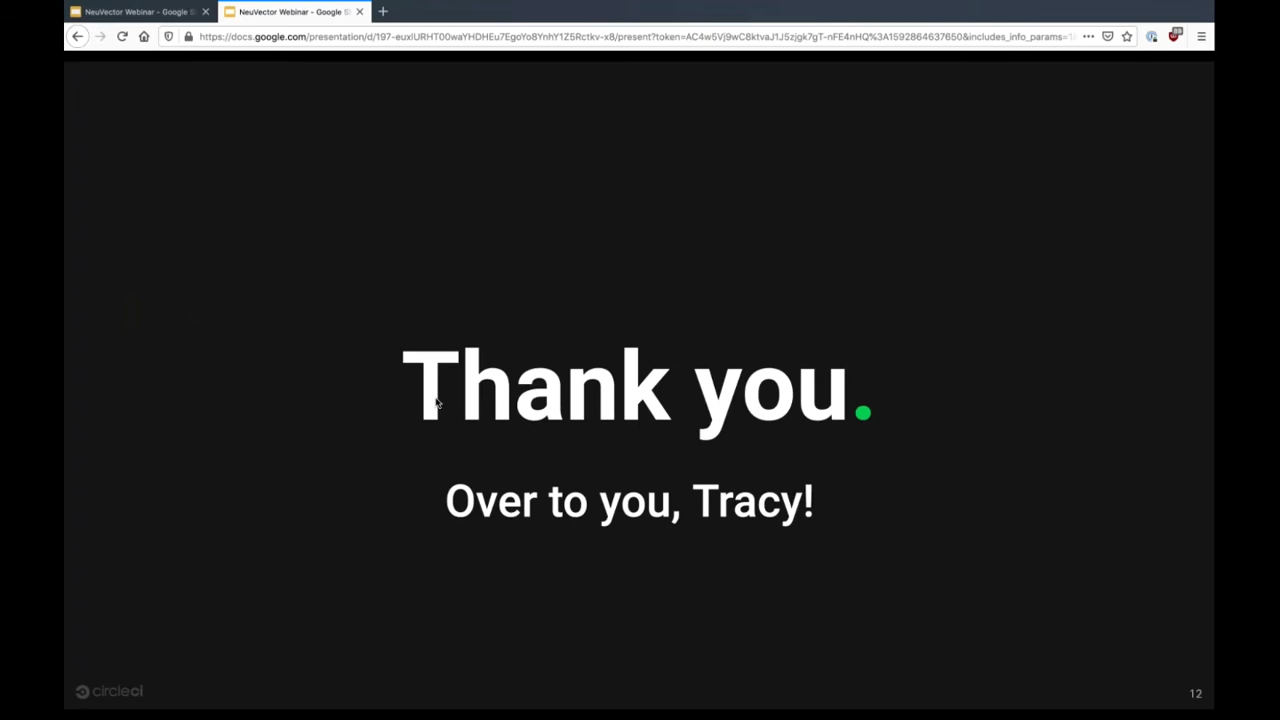 NeuVector Webinar - Google S
NeuVector Webinar - Google S
Thank you.
Over to you, Tracy!
circleci
12